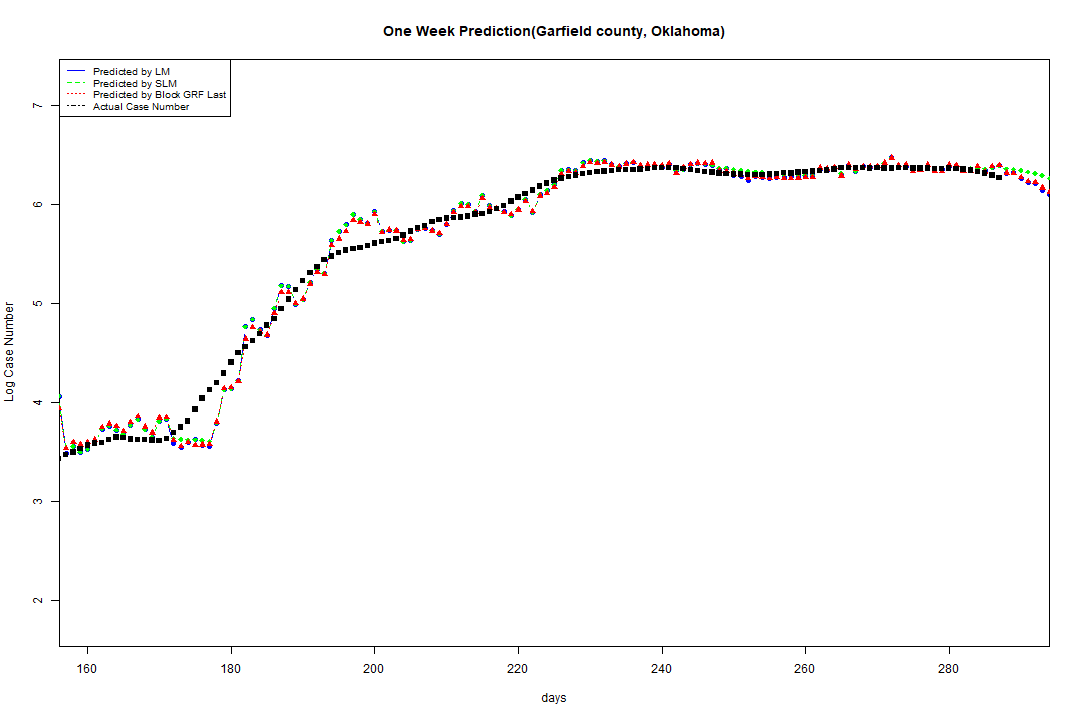 One Week Prediction(Garfield county, Oklahoma)
Predicted by LM
Predicted by SLM
Predicted by Block GRF Last
Actual Case Number
7
6
5
4
3
2
Log Case Number
160 180 200 220 240 260 280
days